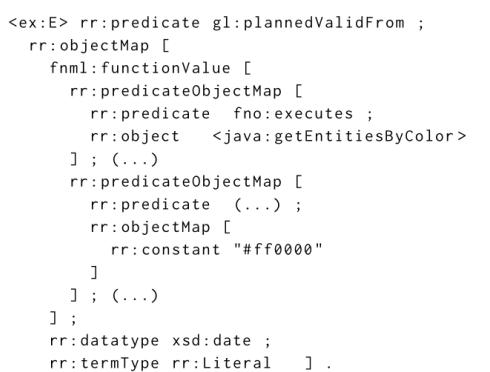 <ex:E> rr:predicate gl:plannedValidFrom ;
rr:objectMap [
fnml:functionValue [
rr:predicateObjectMap [
rr:predicate fno:executes ;
rr:object <java:getEntitiesByColor>
] ; (...)
rr:predicateObjectMap [
rr:predicate (...) ;
rr:objectMap [
rr:constant "#ff0000"
]
] ; (...)
] ;
rr:datatype xsd:date ;
rr:termType rr:Literal ] .